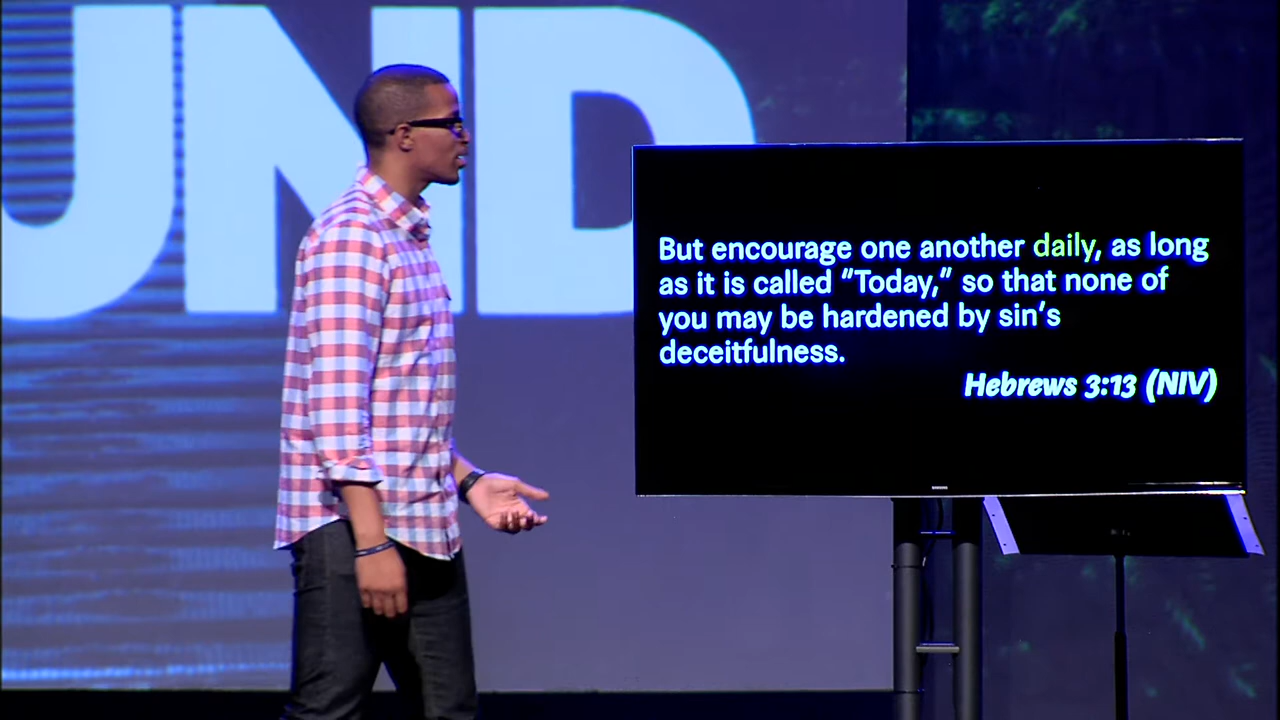 UND
But encourage one another daily, as long
as it is called “Today,” so that none of
you may be hardened by sin’s
deceitfulness.
Hebrews 3:13 (NIV)
SAMSUNG